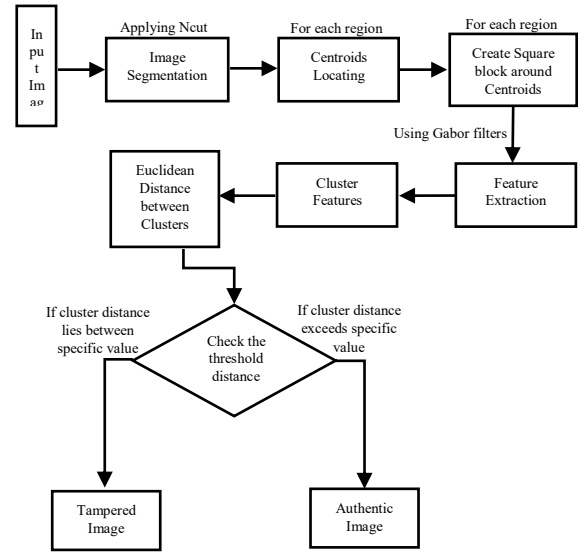 In
pu
t
Im
ag
Applying Ncut
Image
Segmentation
For each region
Centroids
Locating
For each region
Create Square
block around
Centroids
Using Gabor filters
Feature
Extraction
Cluster
Features
Euclidean
Distance
between
Clusters
If cluster distance
lies between
specific value
Check the
threshold
distance
If cluster distance
exceeds specific
value
Tampered
Image
Authentic
Image